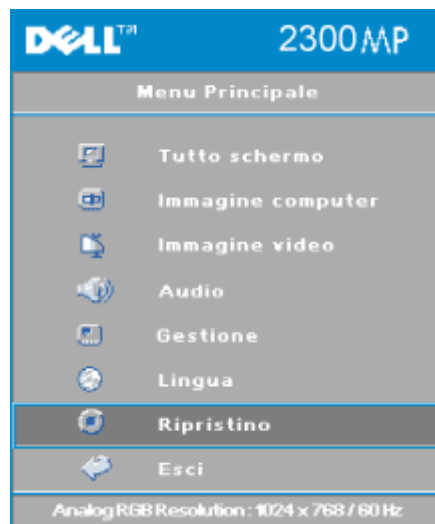 DELL™ 2300MP
Menu Principale
Tutto schermo
Immagine computer
Immagine video
Audio
Gestione
Lingua
Ripristino
Esci
Analog RGB Resolution : 1024 x 768 / 60 Hz